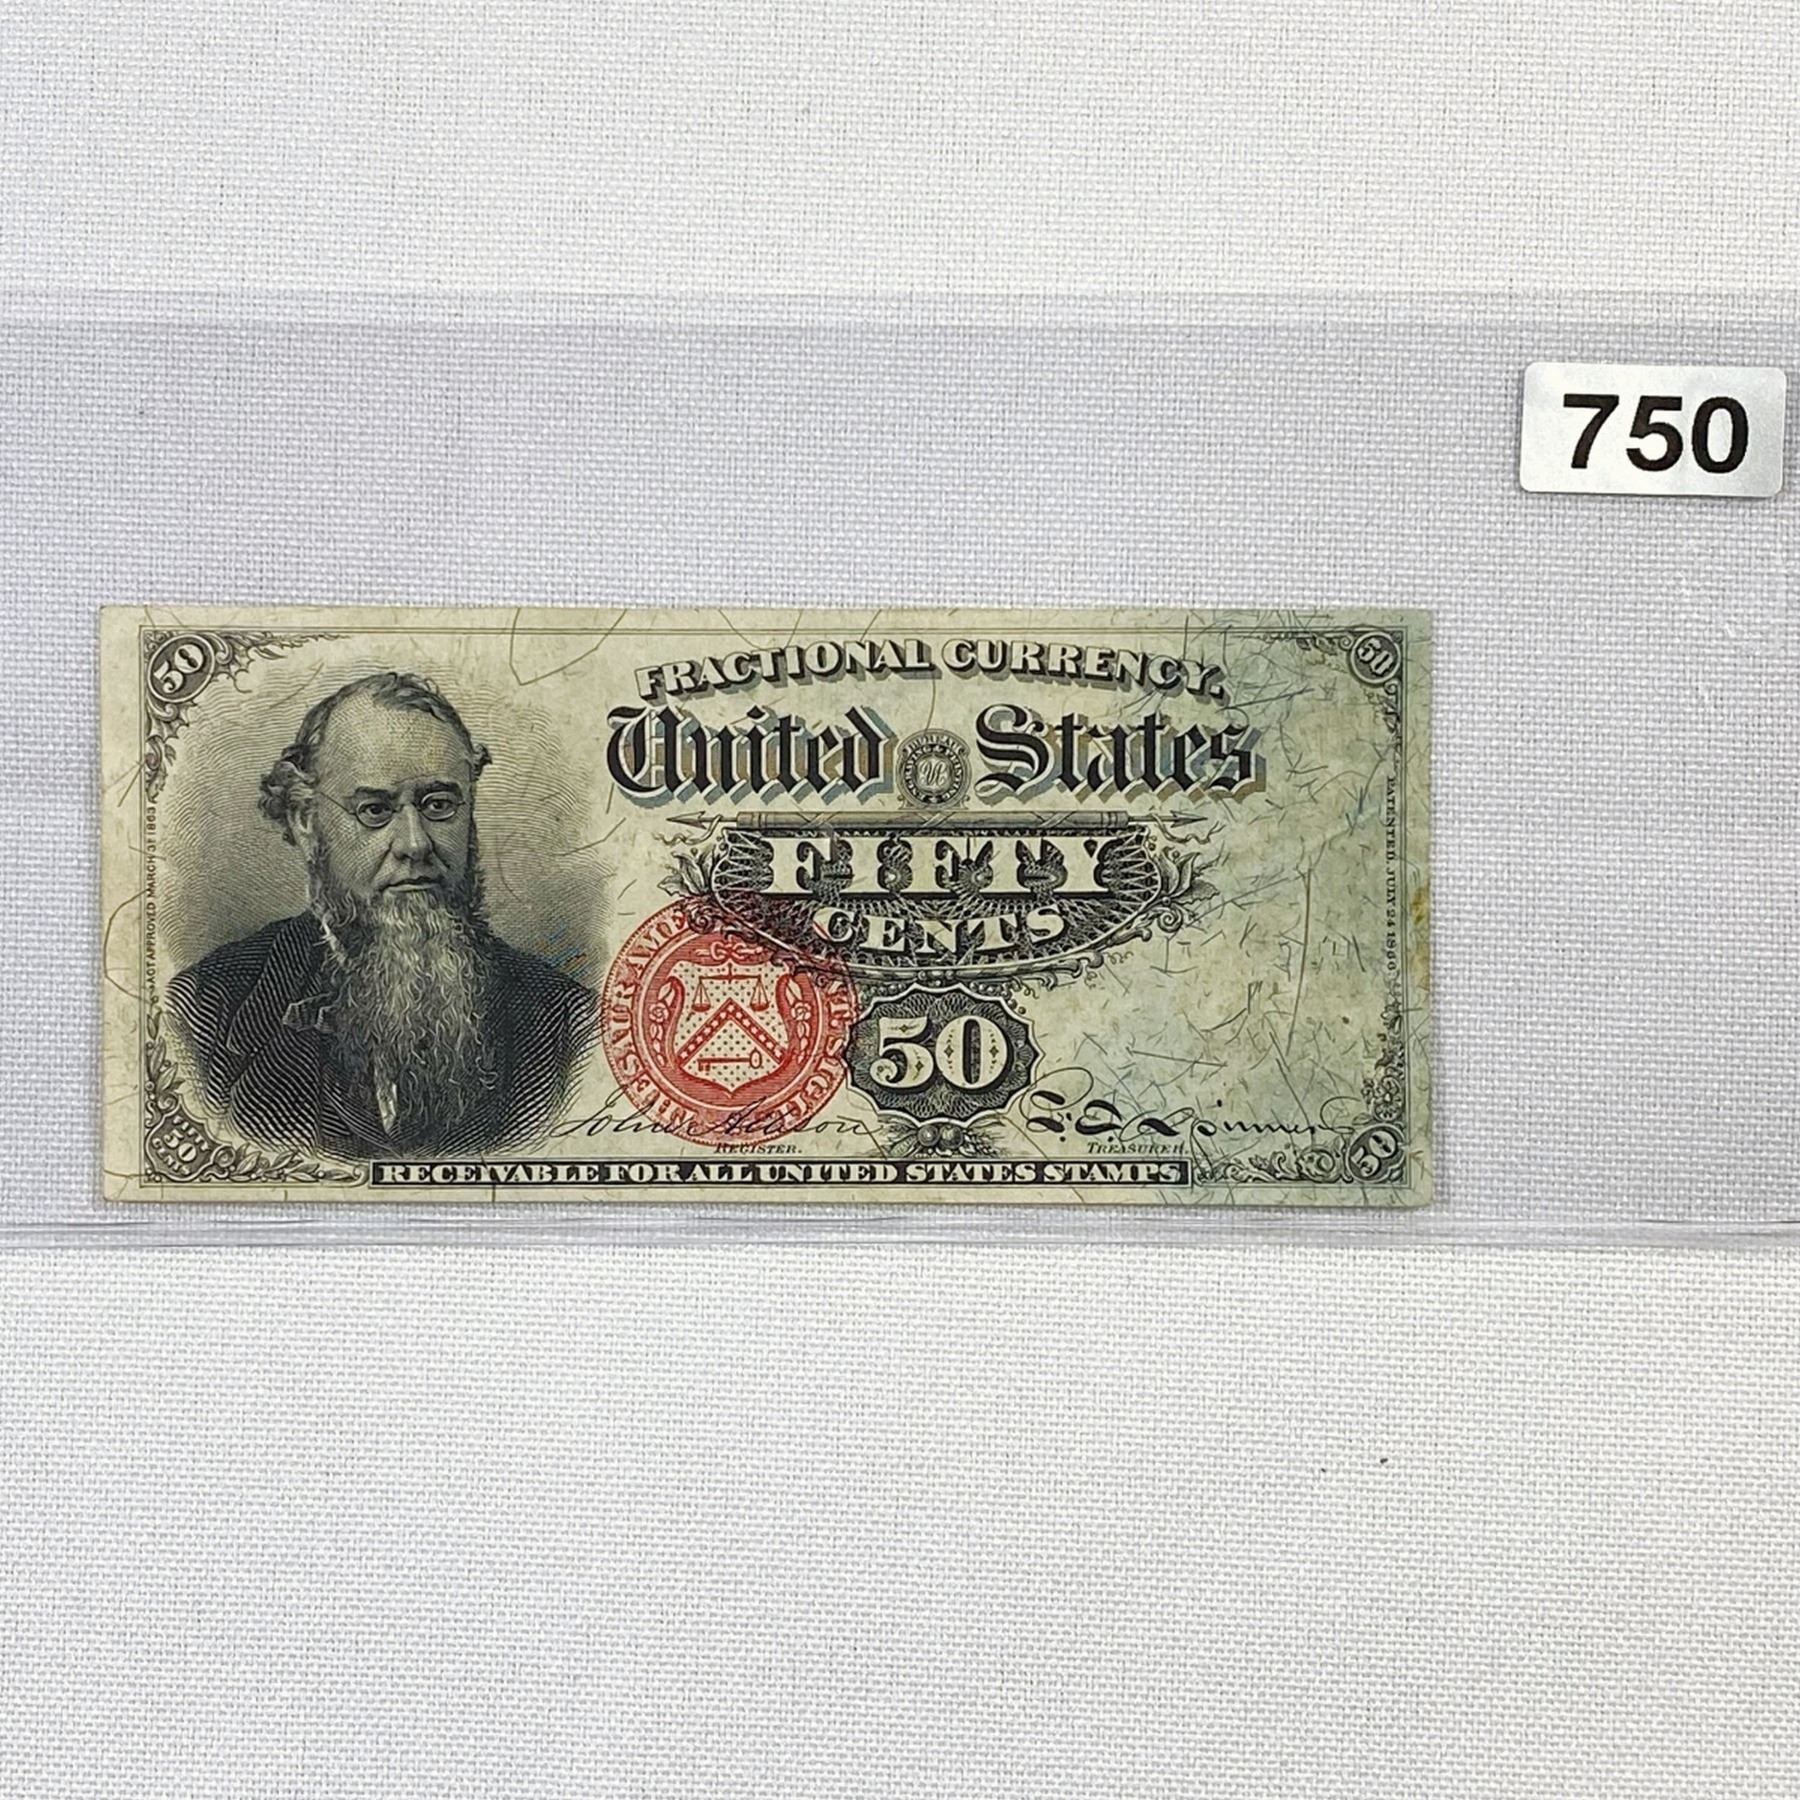 750
50
50
FRACTIONAL CURRENCY.
United States
FIFTY
CENTS
50
ACT APPROVED MARCH 3D 1863
PATENTED JULY 24 1866
REGISTER.
TREASURER.
RECEIVABLE FOR ALL UNITED STATES STAMPS
50
50